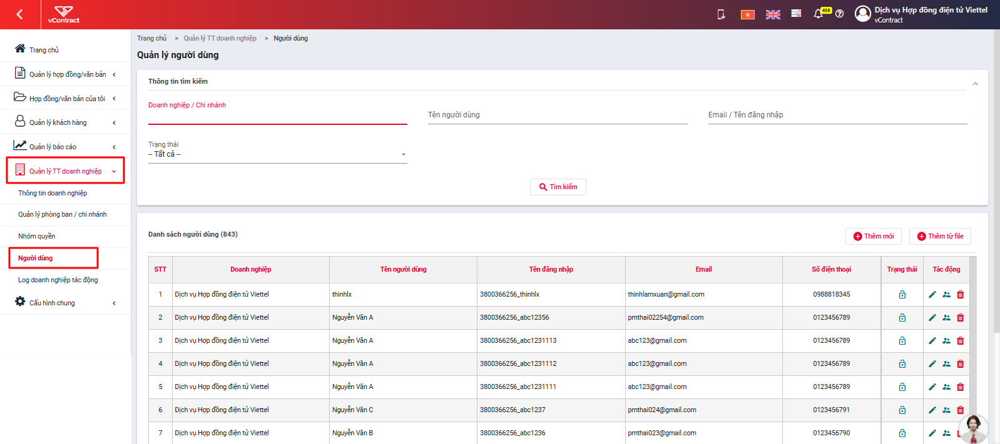 vContract
458
Dịch vụ Hợp đồng điện tử Viettel
vContract
Trang chủ
Quản lý hợp đồng/văn bản
Hợp đồng/văn bản của tôi
Quản lý khách hàng
Quản lý báo cáo
Quản lý TT doanh nghiệp
Thông tin doanh nghiệp
Quản lý phòng ban / chi nhánh
Nhóm quyền
Người dùng
Log doanh nghiệp tác động
Cấu hình chung
Trang chủ > Quản lý TT doanh nghiệp > Người dùng
Quản lý người dùng
Thông tin tìm kiếm
Doanh nghiệp / Chi nhánh
Tên người dùng
Email / Tên đăng nhập
Trạng thái
-- Tất cả --
Tìm kiếm
Danh sách người dùng (843)
Thêm mới
Thêm từ file
STT Doanh nghiệp Tên người dùng Tên đăng nhập Email Số điện thoại Trạng thái Tác động
1 Dịch vụ Hợp đồng điện tử Viettel thinhlx 3800366256_thinhlx thinhlamxuan@gmail.com 0988818345
2 Dịch vụ Hợp đồng điện tử Viettel Nguyễn Văn A 3800366256_abc12356 pmthai02254@gmail.com 0123456789
3 Dịch vụ Hợp đồng điện tử Viettel Nguyễn Văn A 3800366256_abc1231113 abc123@gmail.com 0123456789
4 Dịch vụ Hợp đồng điện tử Viettel Nguyễn Văn A 3800366256_abc1231112 abc123@gmail.com 0123456789
5 Dịch vụ Hợp đồng điện tử Viettel Nguyễn Văn A 3800366256_abc1231111 abc123@gmail.com 0123456789
6 Dịch vụ Hợp đồng điện tử Viettel Nguyễn Văn C 3800366256_abc1237 pmthai024@gmail.com 0123456791
7 Dịch vụ Hợp đồng điện tử Viettel Nguyễn Văn B 3800366256_abc1236 pmthai023@gmail.com 0123456790